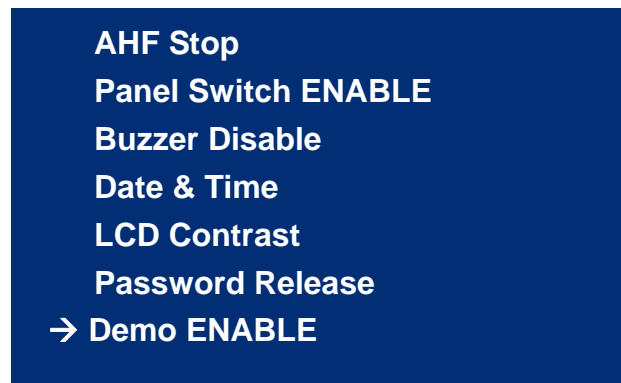 AHF Stop
Panel Switch ENABLE
Buzzer Disable
Date & Time
LCD Contrast
Password Release
→ Demo ENABLE